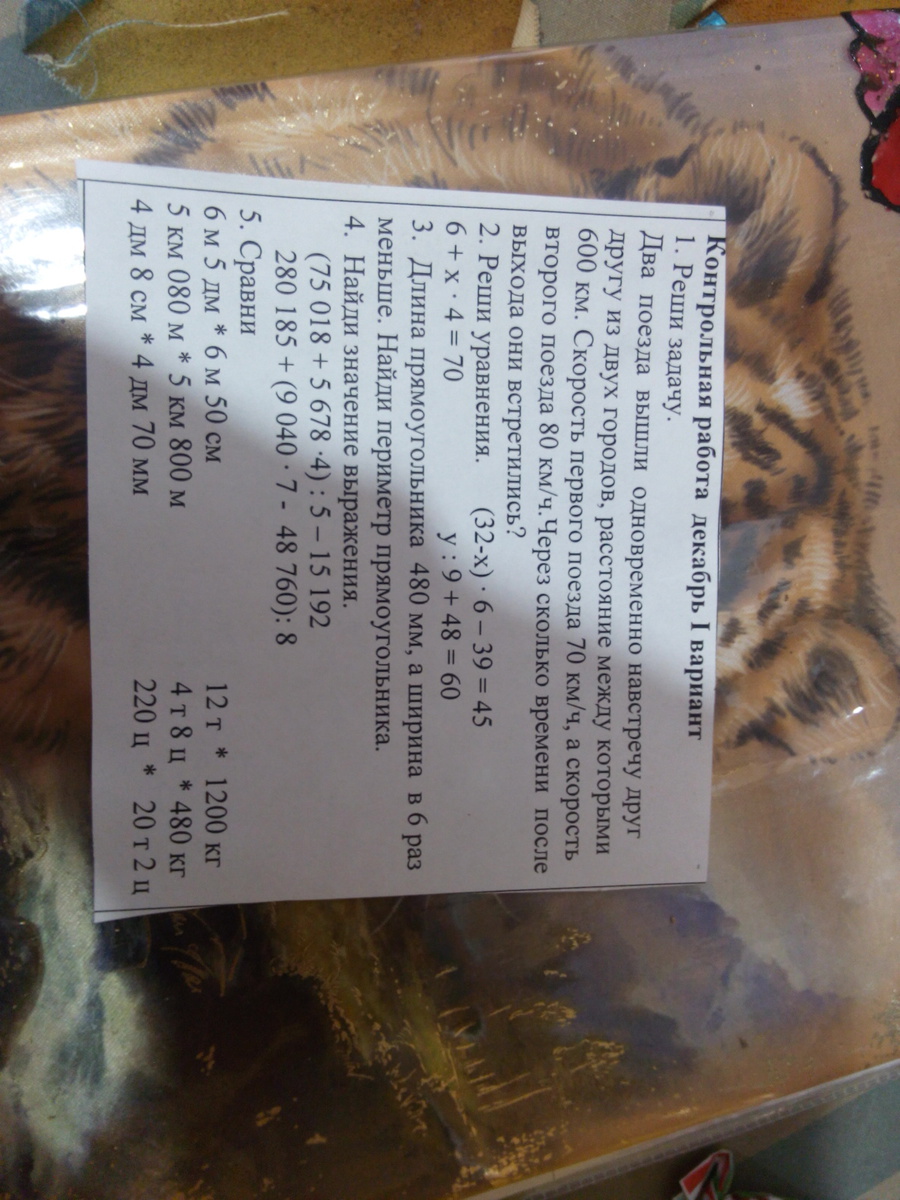 Контрольная работа декабрь I вариант
1. Реши задачу.
Два поезда вышли одновременно навстречу друг
другу из двух городов, расстояние между которыми
600 км. Скорость первого поезда 70 км/ч, а скорость
второго поезда 80 км/ч. Через сколько времени после
выхода они встретились?
2. Реши уравнения. (32-х) · 6 – 39 = 45
6 + х · 4 = 70 у : 9 + 48 = 60
3. Длина прямоугольника 480 мм, а ширина в 6 раз
меньше. Найди периметр прямоугольника.
4. Найди значение выражения.
(75 018 + 5 678 ·4) : 5 – 15 192
280 185 + (9 040 · 7 - 48 760): 8
5. Сравни
6 м 5 дм * 6 м 50 см 12 т * 1200 кг
5 км 080 м * 5 км 800 м 4 т 8 ц * 480 кг
4 дм 8 см * 4 дм 70 мм 220 ц * 20 т 2 ц